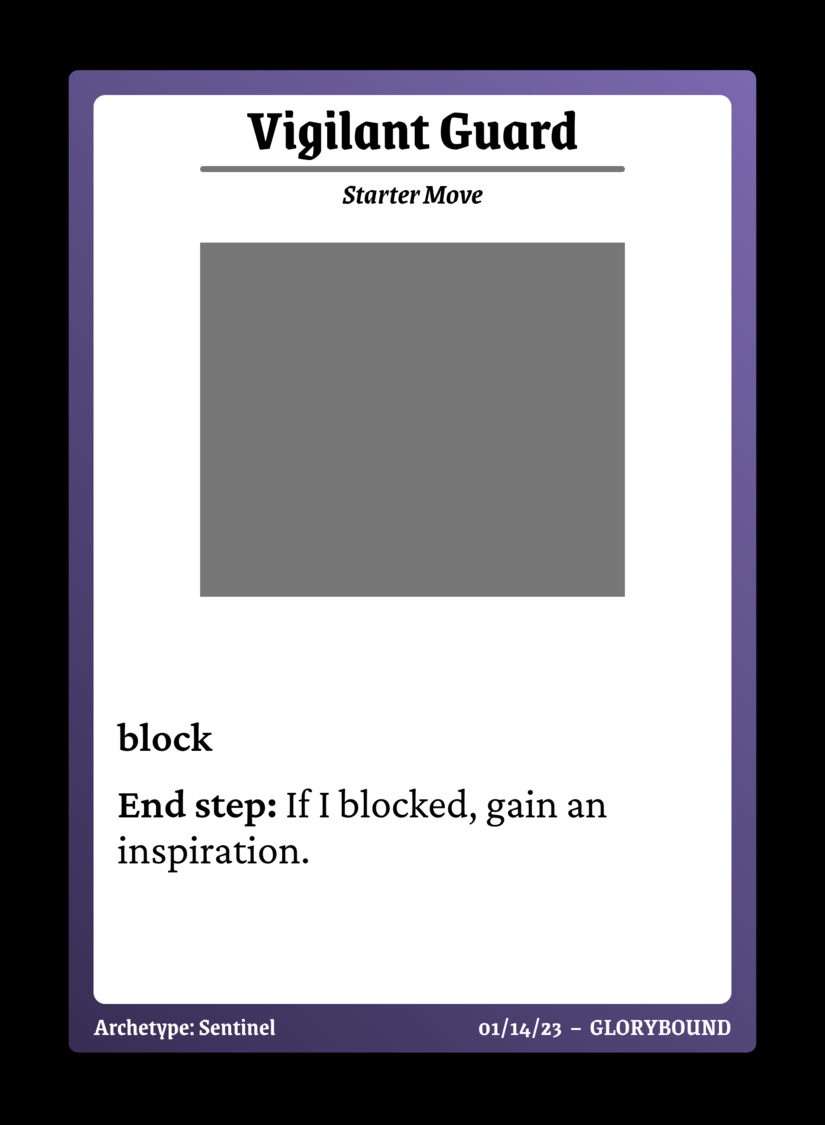 Vigilant Guard
Starter Move
block
End step: If I blocked, gain an
inspiration.
Archetype: Sentinel
01/14/23 – GLORYBOUND